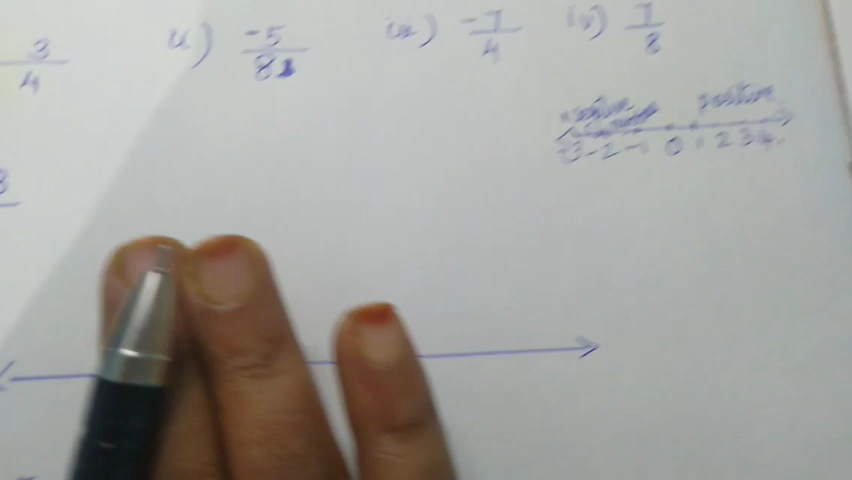 3/4 ii) -5/8 iii) -7/4 iv) 7/8
positive
-3 -2 -1 0 1 2 3 4
8